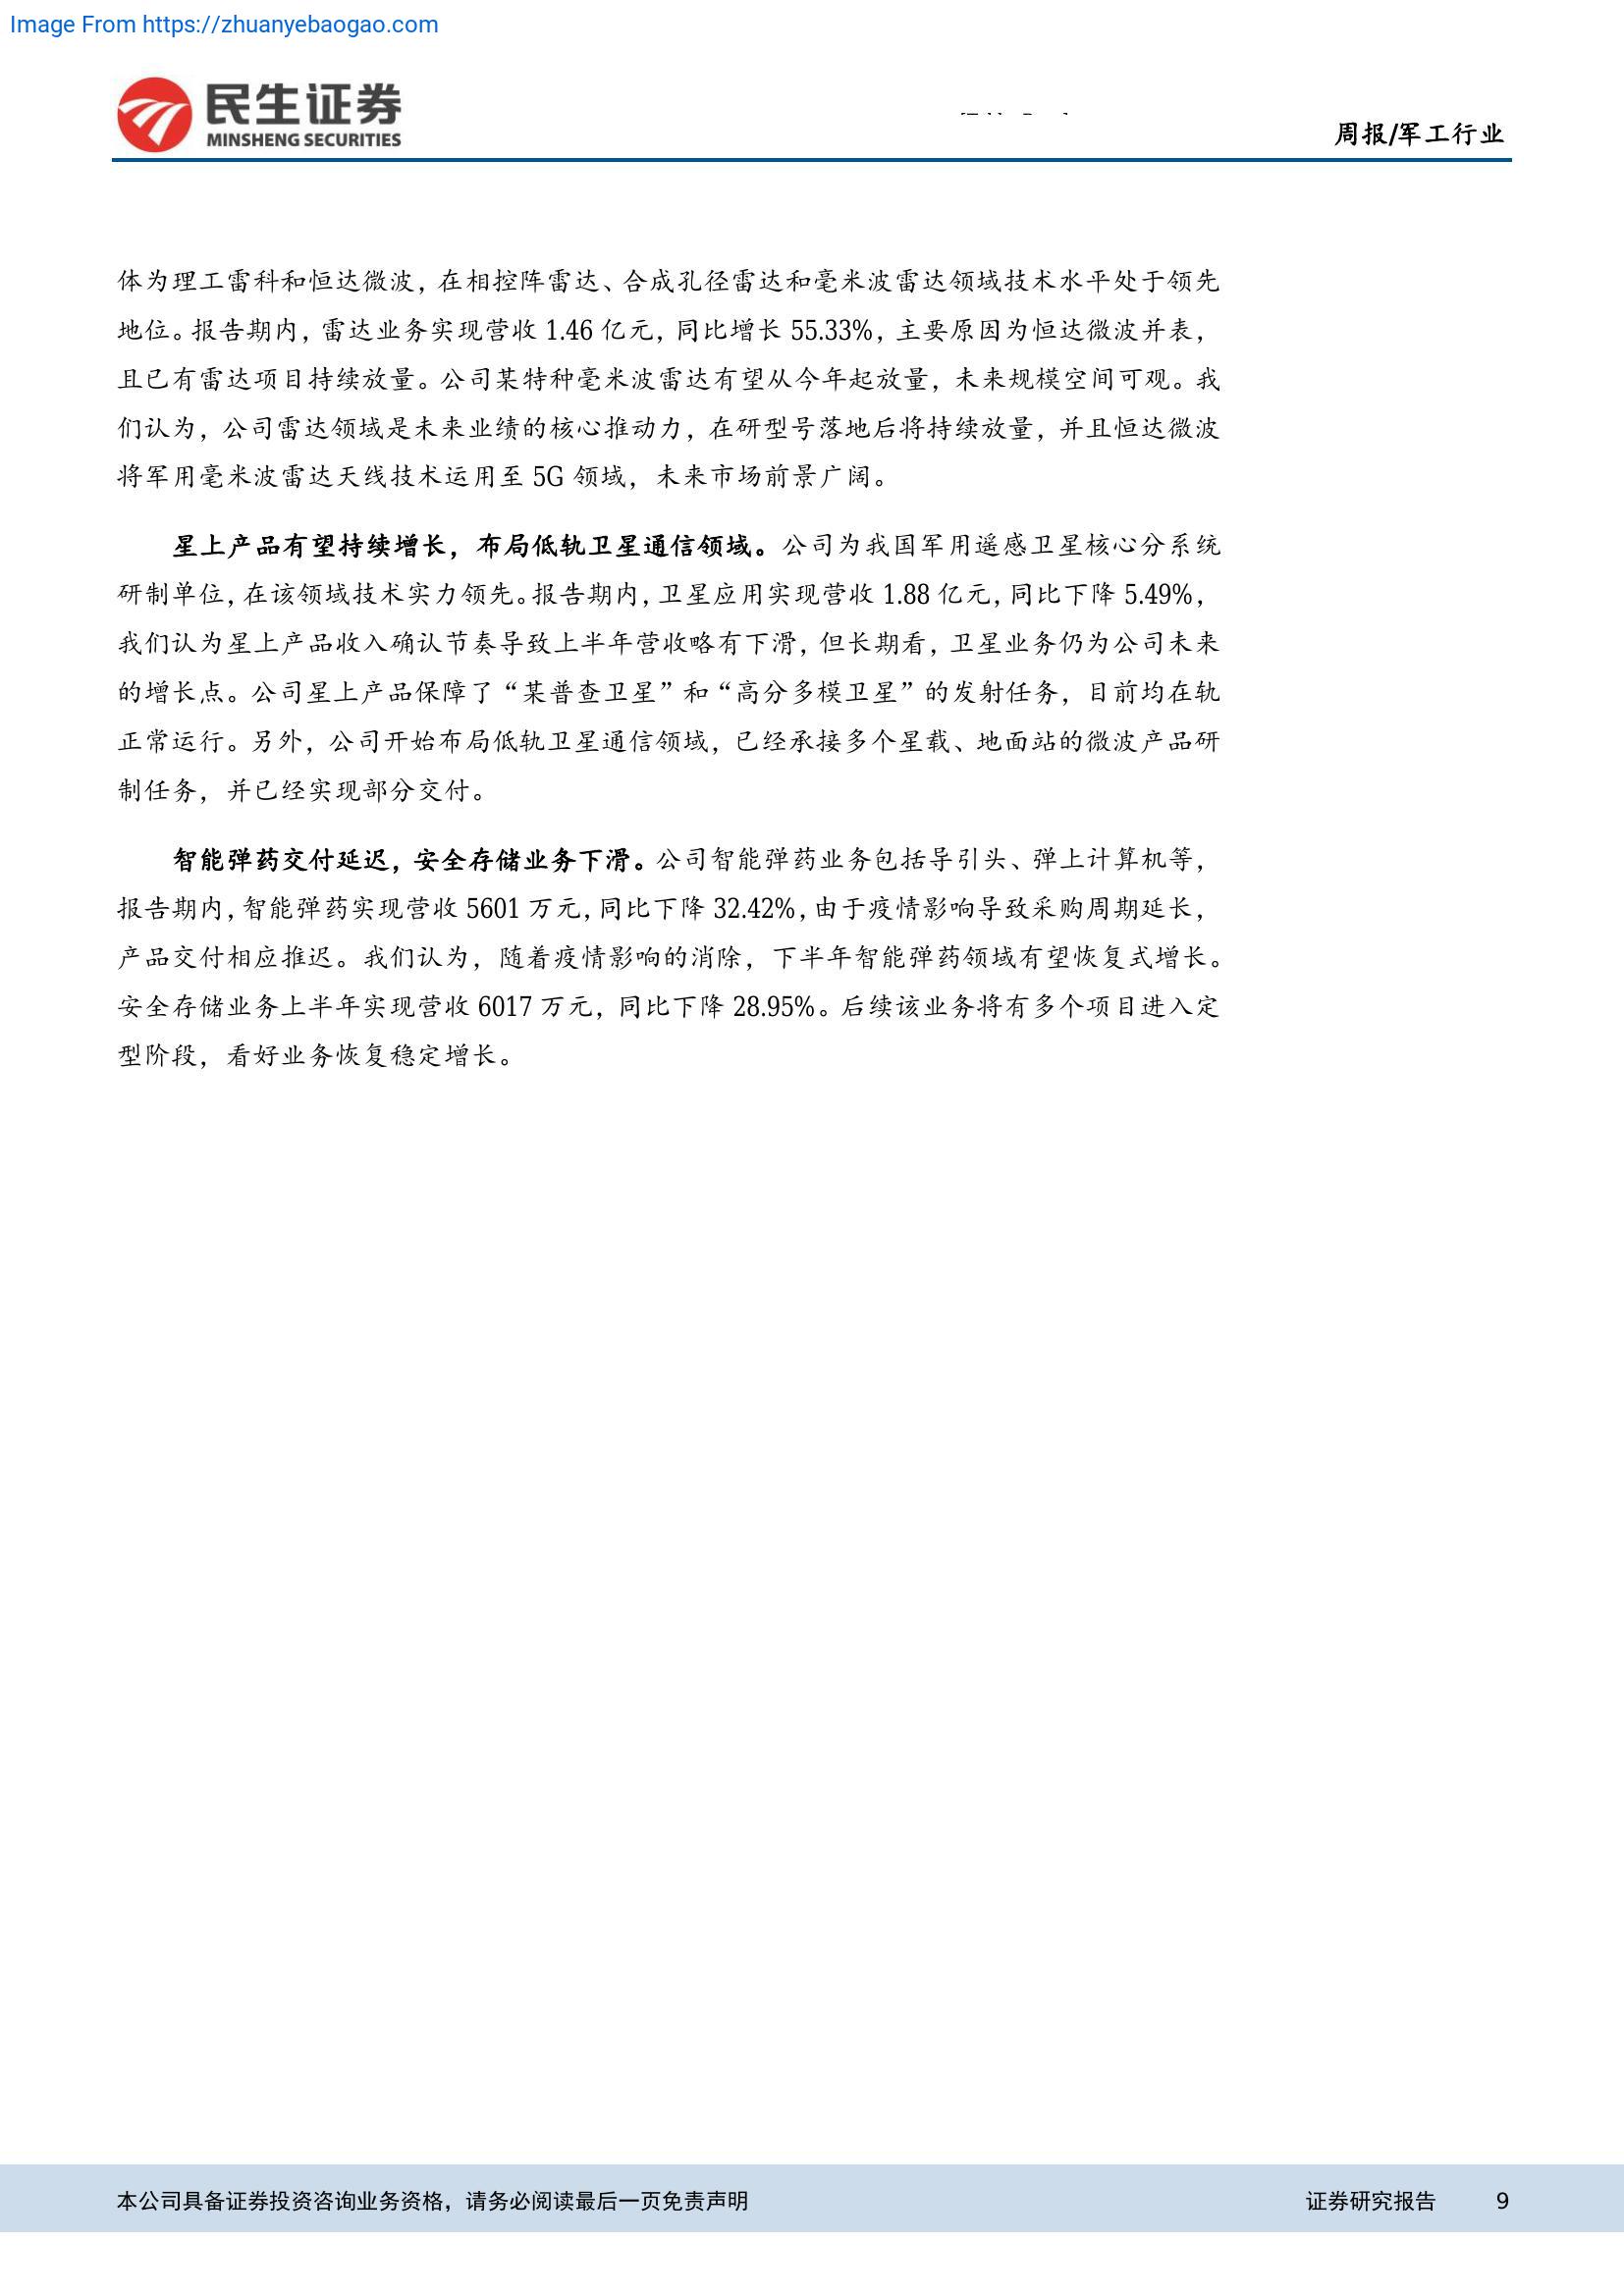 Image From https://zhuanyebaogao.com
民生证券
MINSHENG SECURITIES
周报/军工行业
体为理工雷科和恒达微波，在相控阵雷达、合成孔径雷达和毫米波雷达领域技术水平处于领先
地位。报告期内，雷达业务实现营收 1.46 亿元，同比增长 55.33%，主要原因为恒达微波并表，
且已有雷达项目持续放量。公司某特种毫米波雷达有望从今年起放量，未来规模空间可观。我
们认为，公司雷达领域是未来业绩的核心推动力，在研型号落地后将持续放量，并且恒达微波
将军用毫米波雷达天线技术运用至 5G 领域，未来市场前景广阔。
星上产品有望持续增长，布局低轨卫星通信领域。公司为我国军用遥感卫星核心分系统
研制单位，在该领域技术实力领先。报告期内，卫星应用实现营收 1.88 亿元，同比下降 5.49%，
我们认为星上产品收入确认节奏导致上半年营收略有下滑，但长期看，卫星业务仍为公司未来
的增长点。公司星上产品保障了“某普查卫星”和“高分多模卫星”的发射任务，目前均在轨
正常运行。另外，公司开始布局低轨卫星通信领域，已经承接多个星载、地面站的微波产品研
制任务，并已经实现部分交付。
智能弹药交付延迟，安全存储业务下滑。公司智能弹药业务包括导引头、弹上计算机等，
报告期内，智能弹药实现营收 5601 万元，同比下降 32.42%，由于疫情影响导致采购周期延长，
产品交付相应推迟。我们认为，随着疫情影响的消除，下半年智能弹药领域有望恢复式增长。
安全存储业务上半年实现营收 6017 万元，同比下降 28.95%。后续该业务将有多个项目进入定
型阶段，看好业务恢复稳定增长。
本公司具备证券投资咨询业务资格，请务必阅读最后一页免责声明
证券研究报告 9